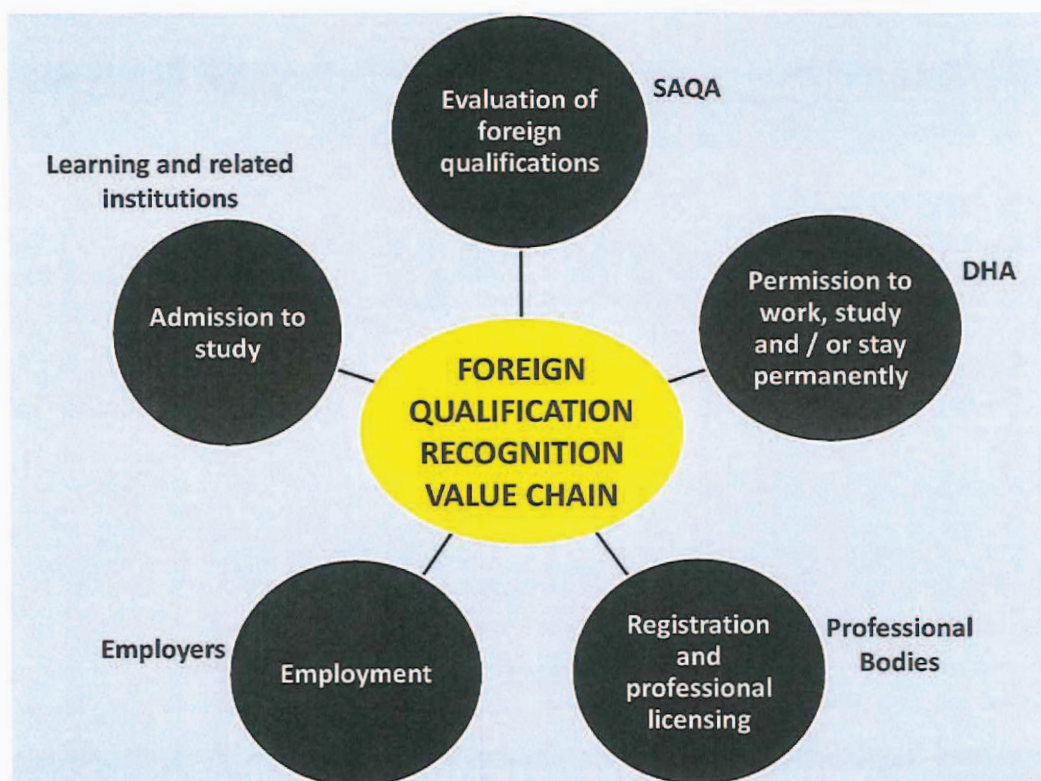 Evaluation of
foreign
qualifications
SAQA
Learning and related
institutions
Admission to
study
Permission to
work, study
and / or stay
permanently
DHA
FOREIGN
QUALIFICATION
RECOGNITION
VALUE CHAIN
Employers
Employment
Registration
and
professional
licensing
Professional
Bodies